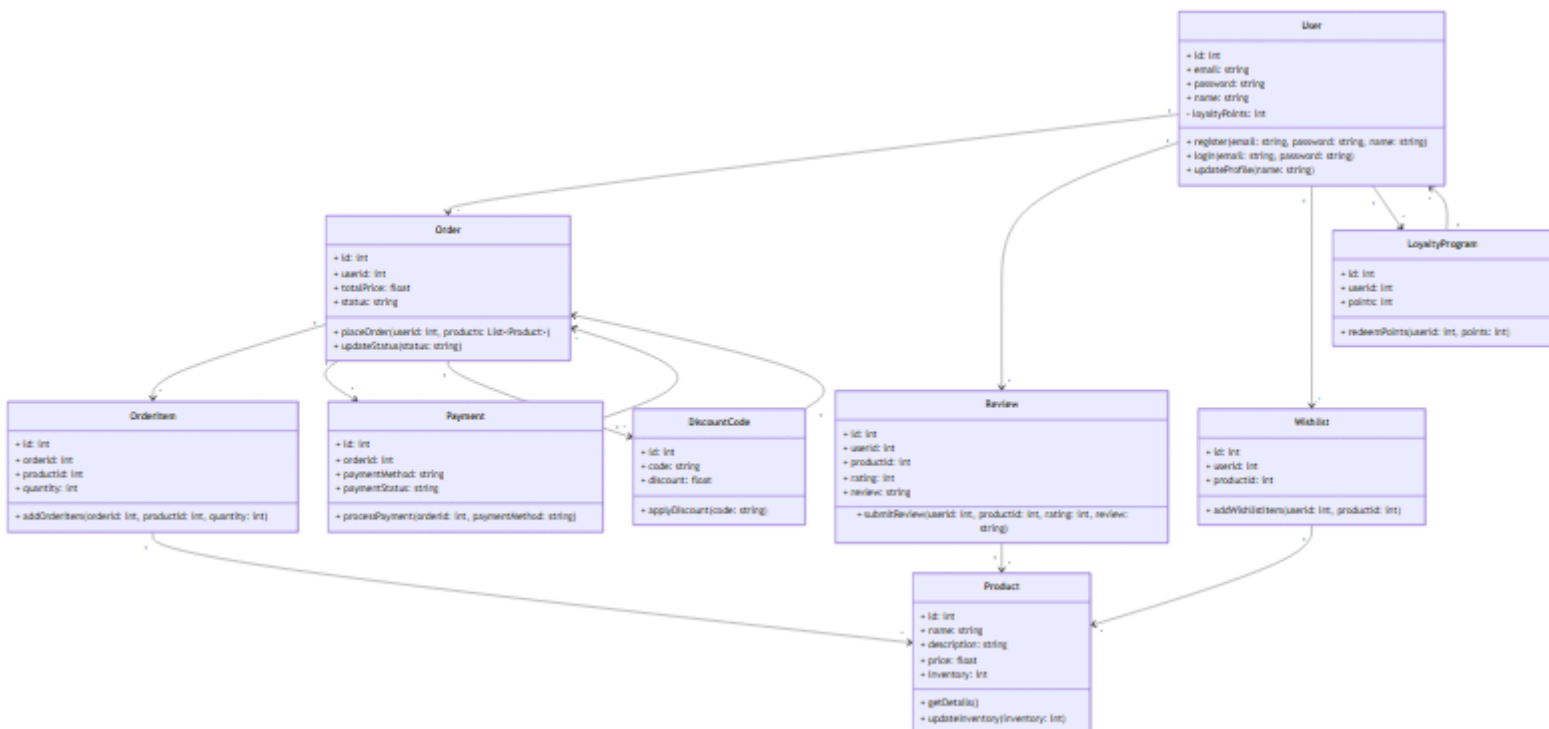 User
+ id: int
+ email: string
+ password: string
+ name: string
- loyaltyPoints: int
+ register(email: string, password: string, name: string)
+ login(email: string, password: string)
+ updateProfile(name: string)
Order
+ id: int
+ userId: int
+ totalPrice: float
+ status: string
+ placeOrder(userId: int, products: List<Product>)
+ updateStatus(status: string)
LoyaltyProgram
+ id: int
+ userId: int
+ points: int
+ redeemPoints(userId: int, points: int)
OrderItem
+ id: int
+ orderId: int
+ productId: int
+ quantity: int
+ addOrderItem(orderId: int, productId: int, quantity: int)
Payment
+ id: int
+ orderId: int
+ paymentMethod: string
+ paymentStatus: string
+ processPayment(orderId: int, paymentMethod: string)
DiscountCode
+ id: int
+ code: string
+ discount: float
+ applyDiscount(code: string)
Review
+ id: int
+ userId: int
+ productId: int
+ rating: int
+ review: string
+ submitReview(userId: int, productId: int, rating: int, review:
string)
Wishlist
+ id: int
+ userId: int
+ productId: int
+ addWishlistItem(userId: int, productId: int)
Product
+ id: int
+ name: string
+ description: string
+ price: float
+ inventory: int
+ getDetails()
+ updateInventory(inventory: int)